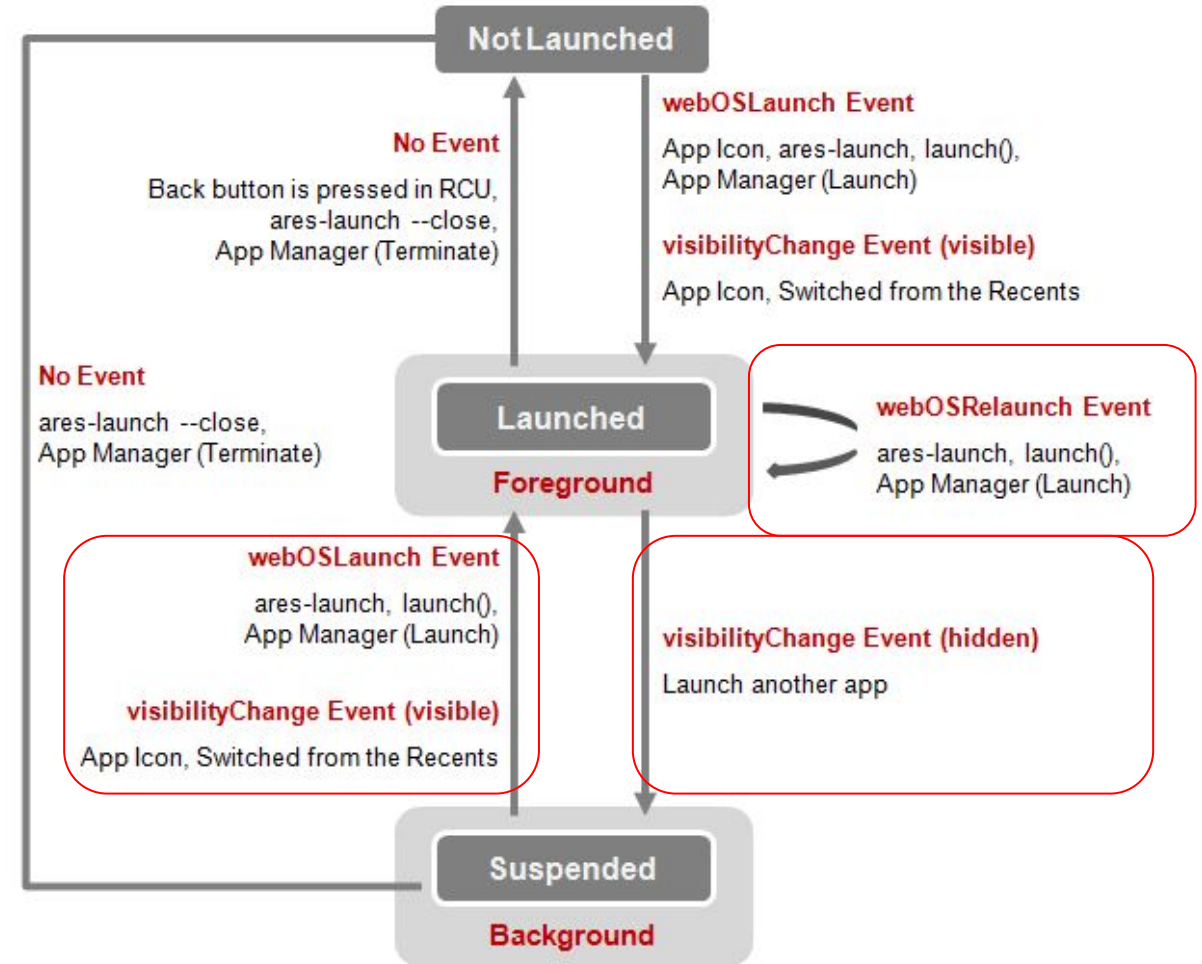 Not Launched
webOSLaunch Event
App Icon, ares-launch, launch(),
App Manager (Launch)
visibilityChange Event (visible)
App Icon, Switched from the Recents
No Event
Back button is pressed in RCU,
ares-launch --close,
App Manager (Terminate)
No Event
ares-launch --close,
App Manager (Terminate)
Launched
Foreground
webOSRelaunch Event
ares-launch, launch(),
App Manager (Launch)
webOSLaunch Event
ares-launch, launch(),
App Manager (Launch)
visibilityChange Event (visible)
App Icon, Switched from the Recents
visibilityChange Event (hidden)
Launch another app
Suspended
Background